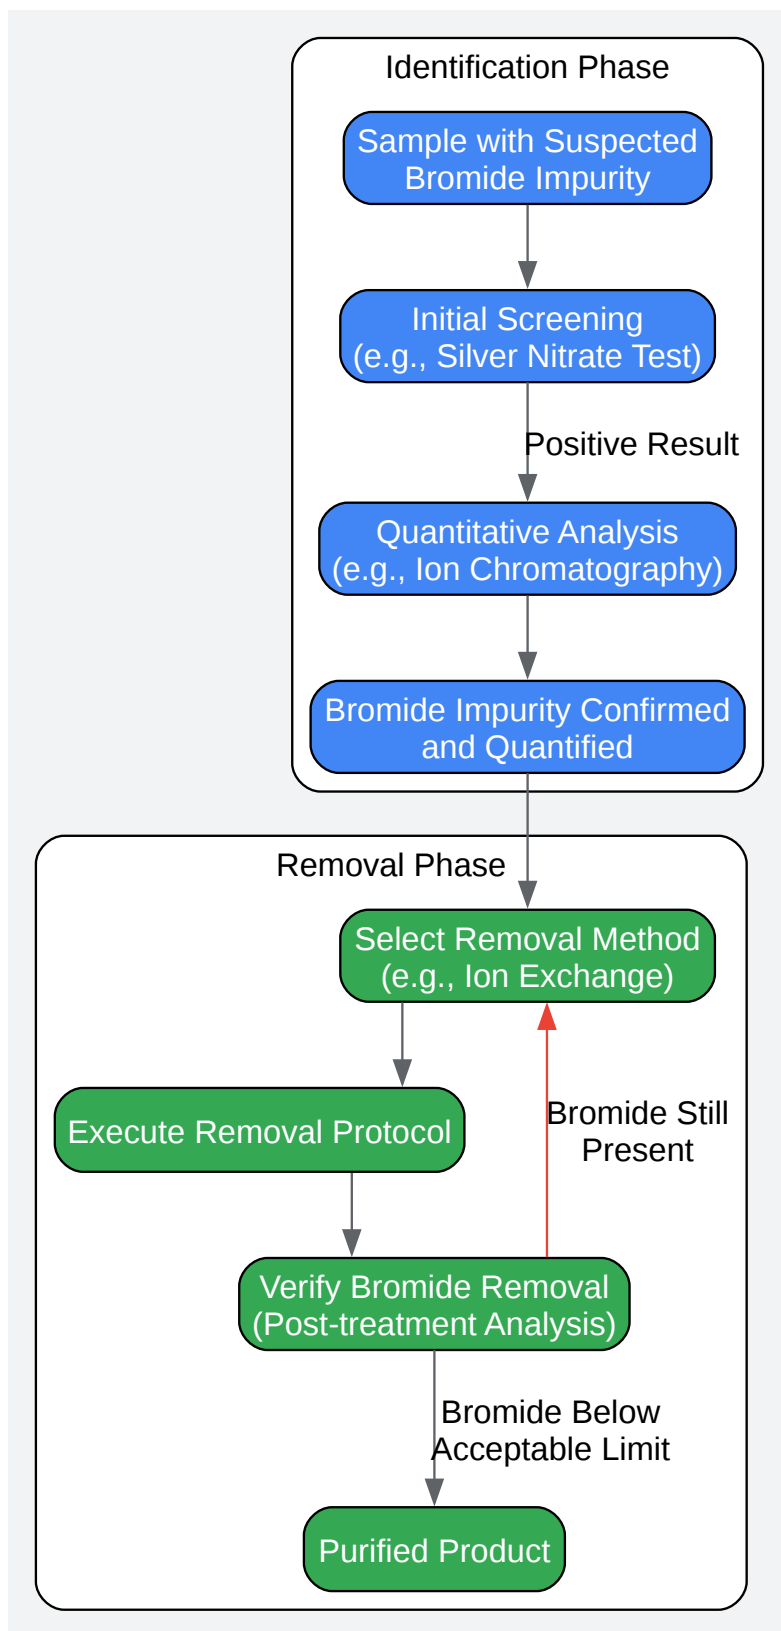 Identification Phase
Sample with Suspected
Bromide Impurity
Initial Screening
(e.g., Silver Nitrate Test)
Positive Result
Quantitative Analysis
(e.g., Ion Chromatography)
Bromide Impurity Confirmed
and Quantified
Removal Phase
Select Removal Method
(e.g., Ion Exchange)
Execute Removal Protocol
Bromide Still
Present
Verify Bromide Removal
(Post-treatment Analysis)
Bromide Below
Acceptable Limit
Purified Product